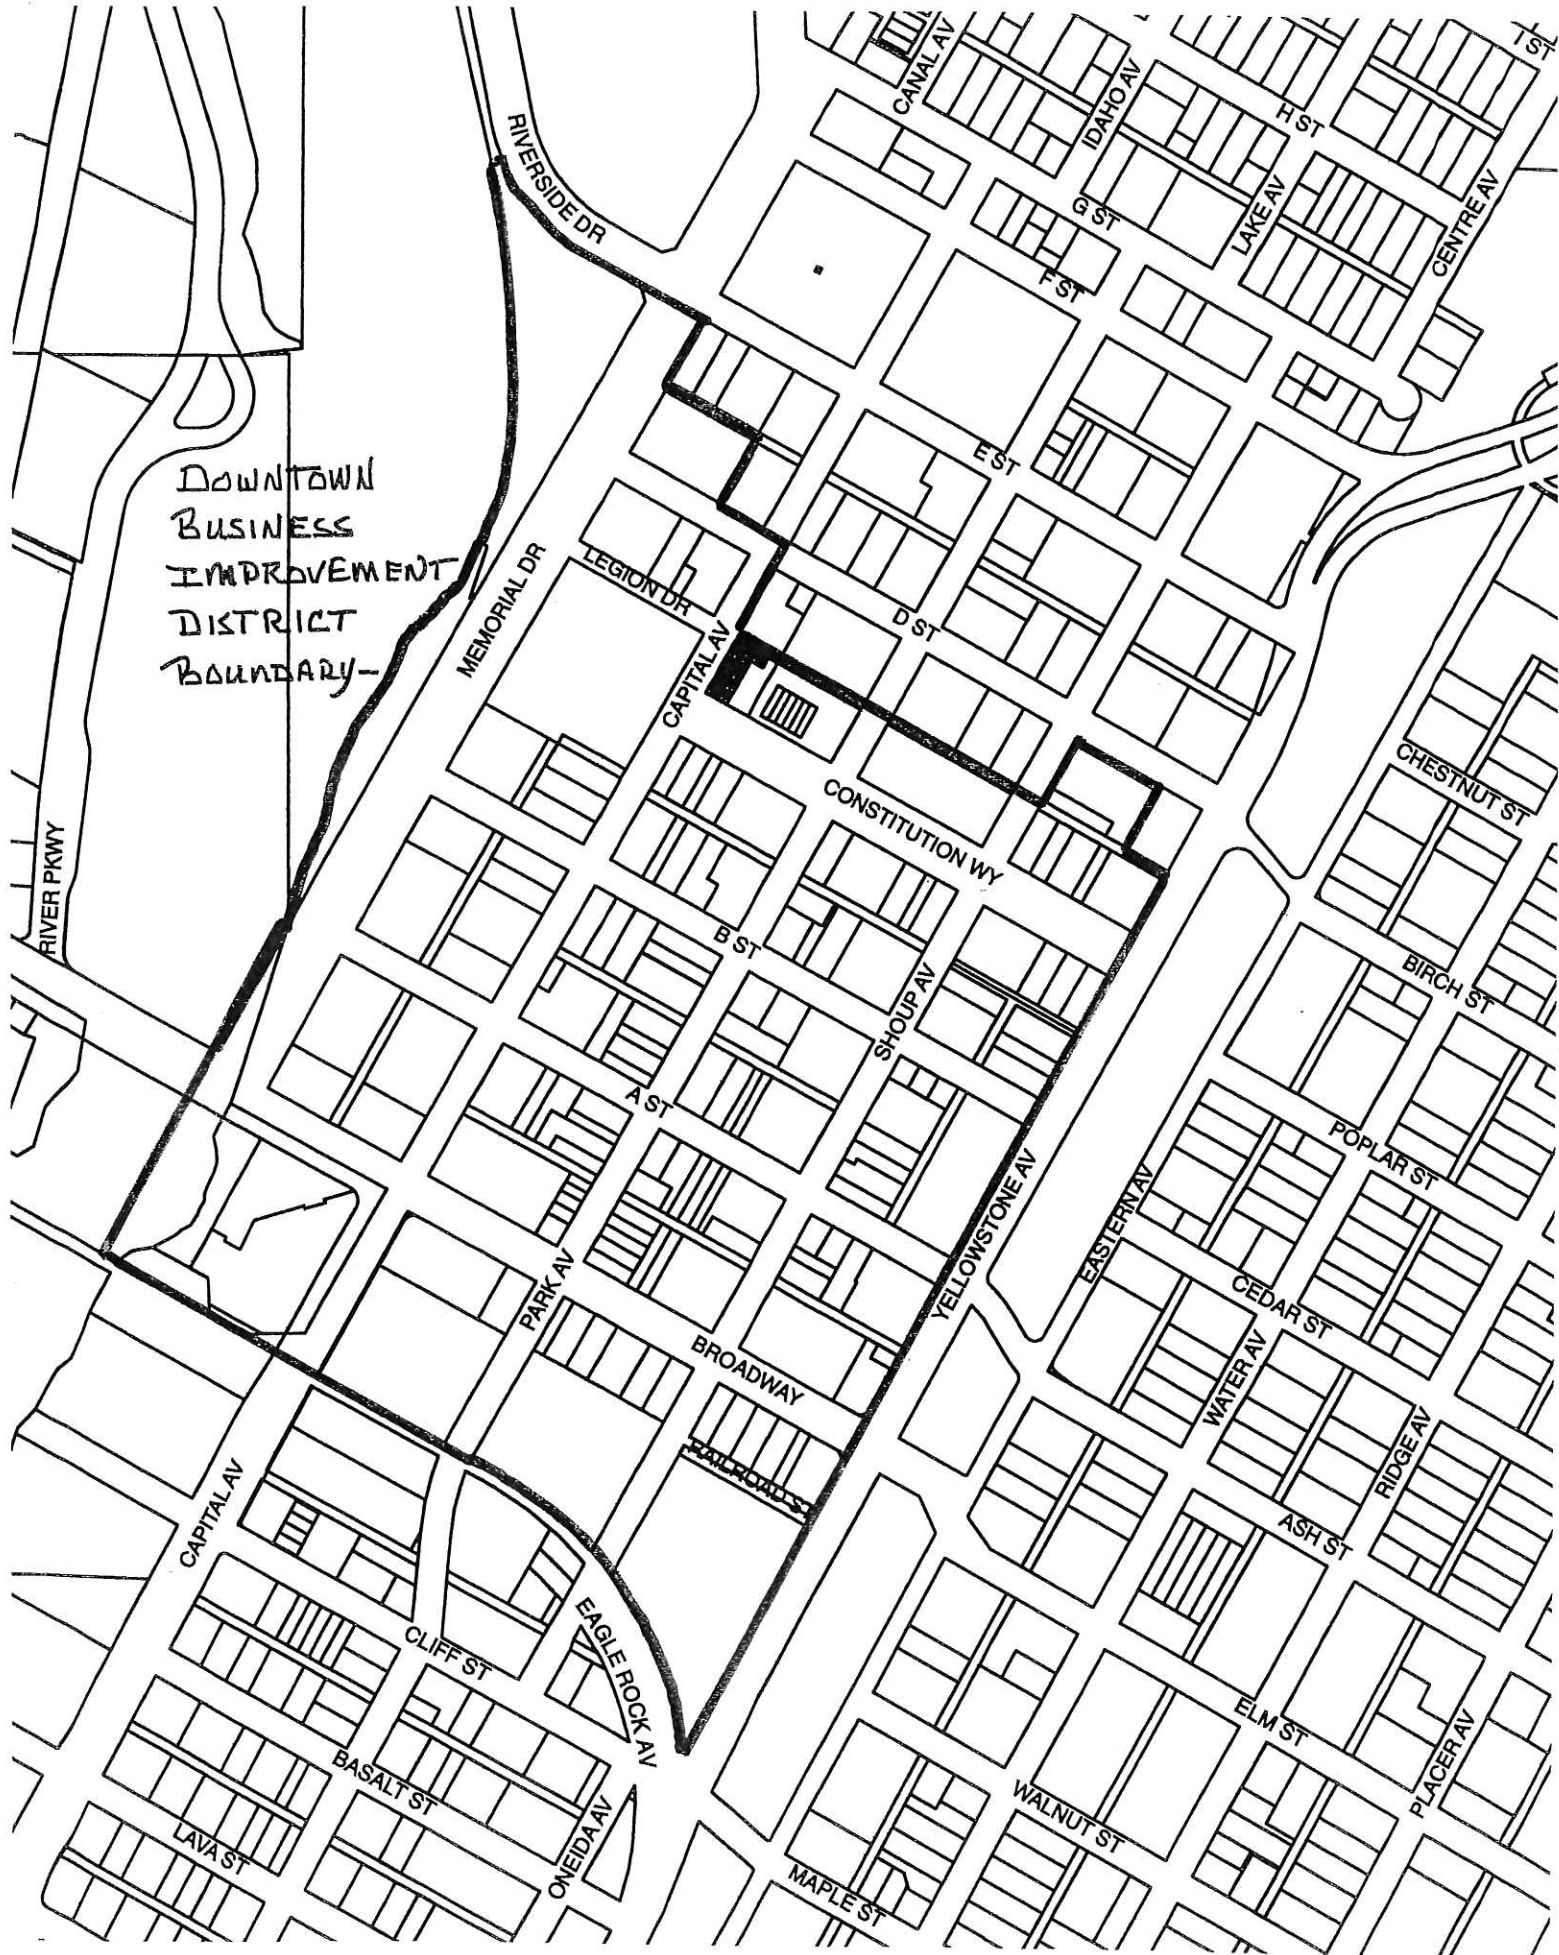 I ST
CANAL AV
IDAHO AV
H ST
RIVERSIDE DR
LAKE AV
G ST
CENTRE AV
F ST
E ST
DOWNTOWN
BUSINESS
IMPROVEMENT
DISTRICT
BOUNDARY-
MEMORIAL DR
LEGION DR
D ST
CAPITAL AV
CHESTNUT ST
CONSTITUTION WY
RIVER PKWY
B ST
SHOUP AV
BIRCH ST
A ST
POPLAR ST
YELLOWSTONE AV
EASTERN AV
PARK AV
CEDAR ST
BROADWAY
WATER AV
RIDGE AV
RAILROAD ST
CAPITAL AV
ASH ST
EAGLE ROCK AV
CLIFF ST
ELM ST
PLACER AV
BASALT ST
WALNUT ST
LAVA ST
ONEIDA AV
MAPLE ST